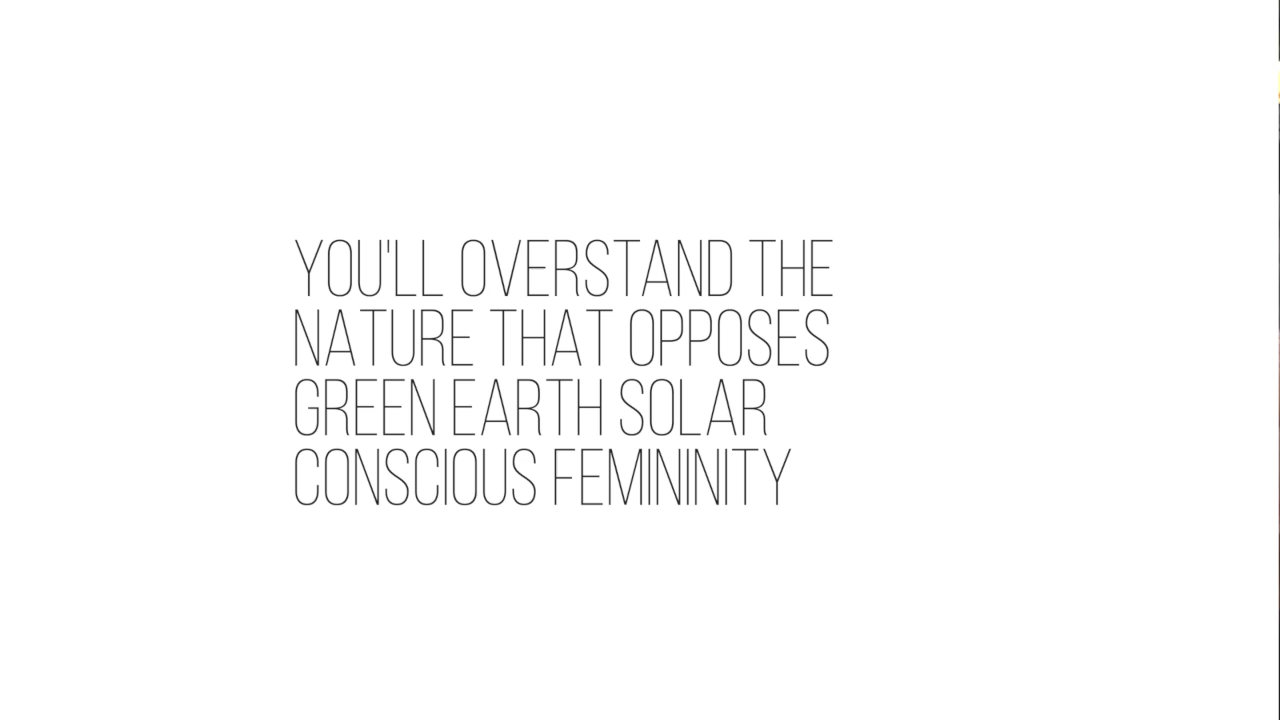 YOU'LL OVERSTAND THE
NATURE THAT OPPOSES
GREEN EARTH SOLAR
CONSCIOUS FEMININITY